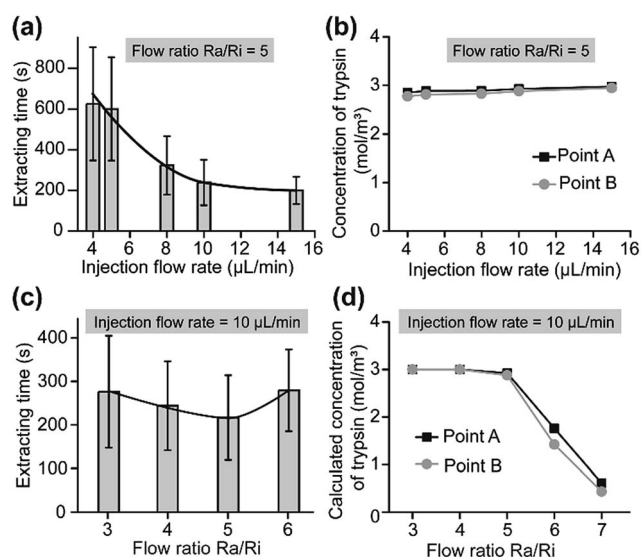 (a)
Flow ratio Ra/Ri = 5
Extracting time (s)
800
600
400
200
0
4 6 8 10 12 14 16
Injection flow rate (µL/min)
(b)
Flow ratio Ra/Ri = 5
Concentration of trypsin
(mol/m³)
4
3
2
1
0
Point A
Point B
4 6 8 10 12 14 16
Injection flow rate (µL/min)
(c)
Injection flow rate = 10 µL/min
Extracting time (s)
400
300
200
100
0
3 4 5 6
Flow ratio Ra/Ri
(d)
Injection flow rate = 10 µL/min
Calculated concentration
of trypsin (mol/m³)
4
3
2
1
0
Point A
Point B
3 4 5 6 7
Flow ratio Ra/Ri